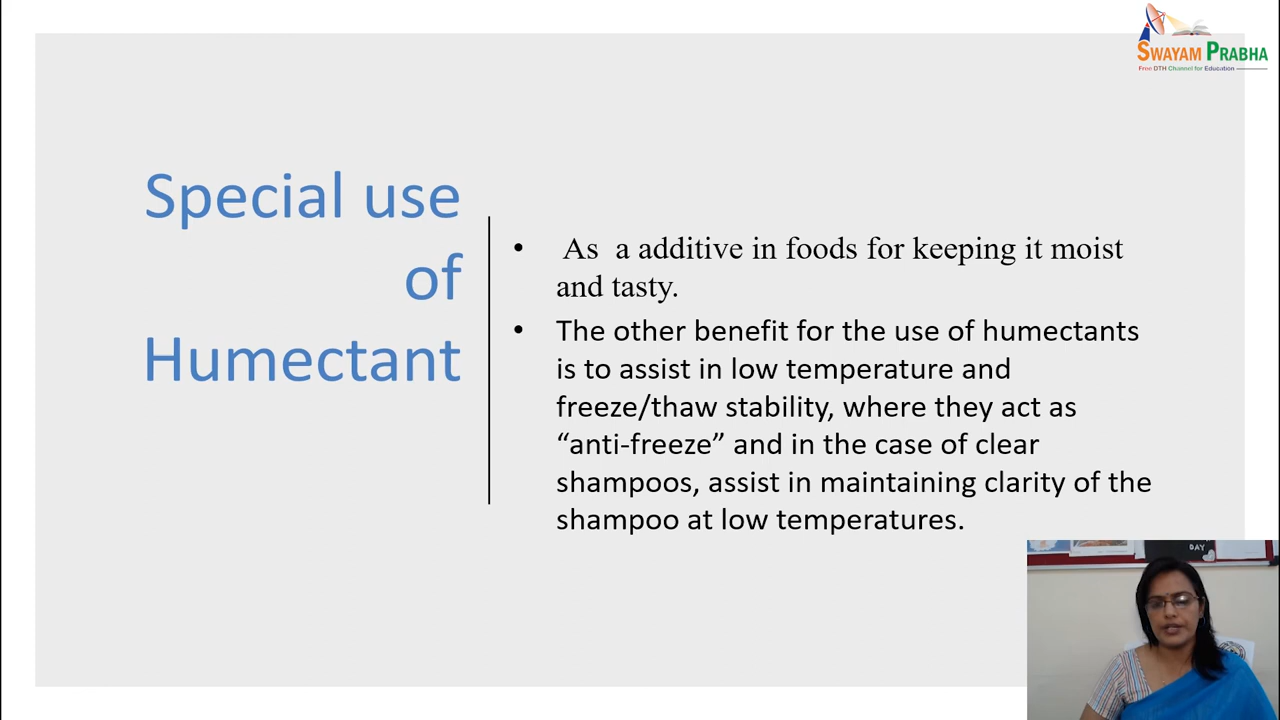 SWAYAM PRABHA
Free DTH Channel for Education
Special use
of
Humectant
• As a additive in foods for keeping it moist
and tasty.
• The other benefit for the use of humectants
is to assist in low temperature and
freeze/thaw stability, where they act as
“anti-freeze” and in the case of clear
shampoos, assist in maintaining clarity of the
shampoo at low temperatures.
DAY